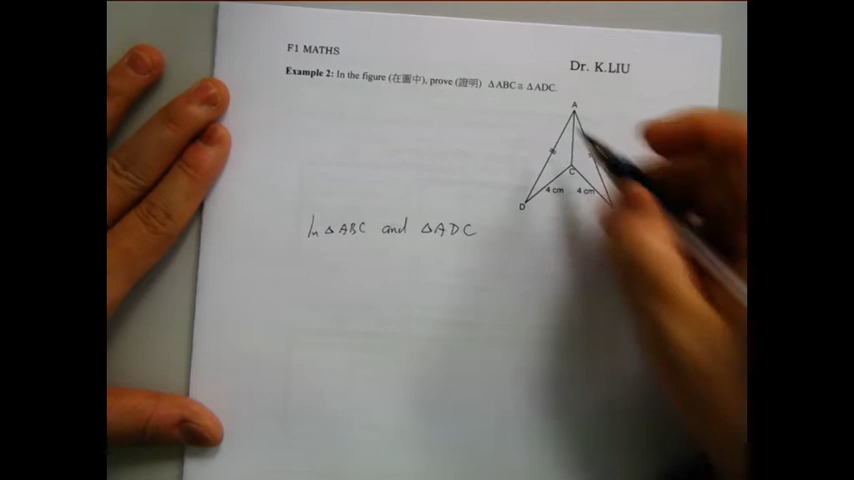 F1 MATHS
Dr. K.LIU
Example 2: In the figure (在圖中), prove (證明) ΔABC ≅ ΔADC.
A
C
4 cm 4 cm
D
In ΔABC and ΔADC